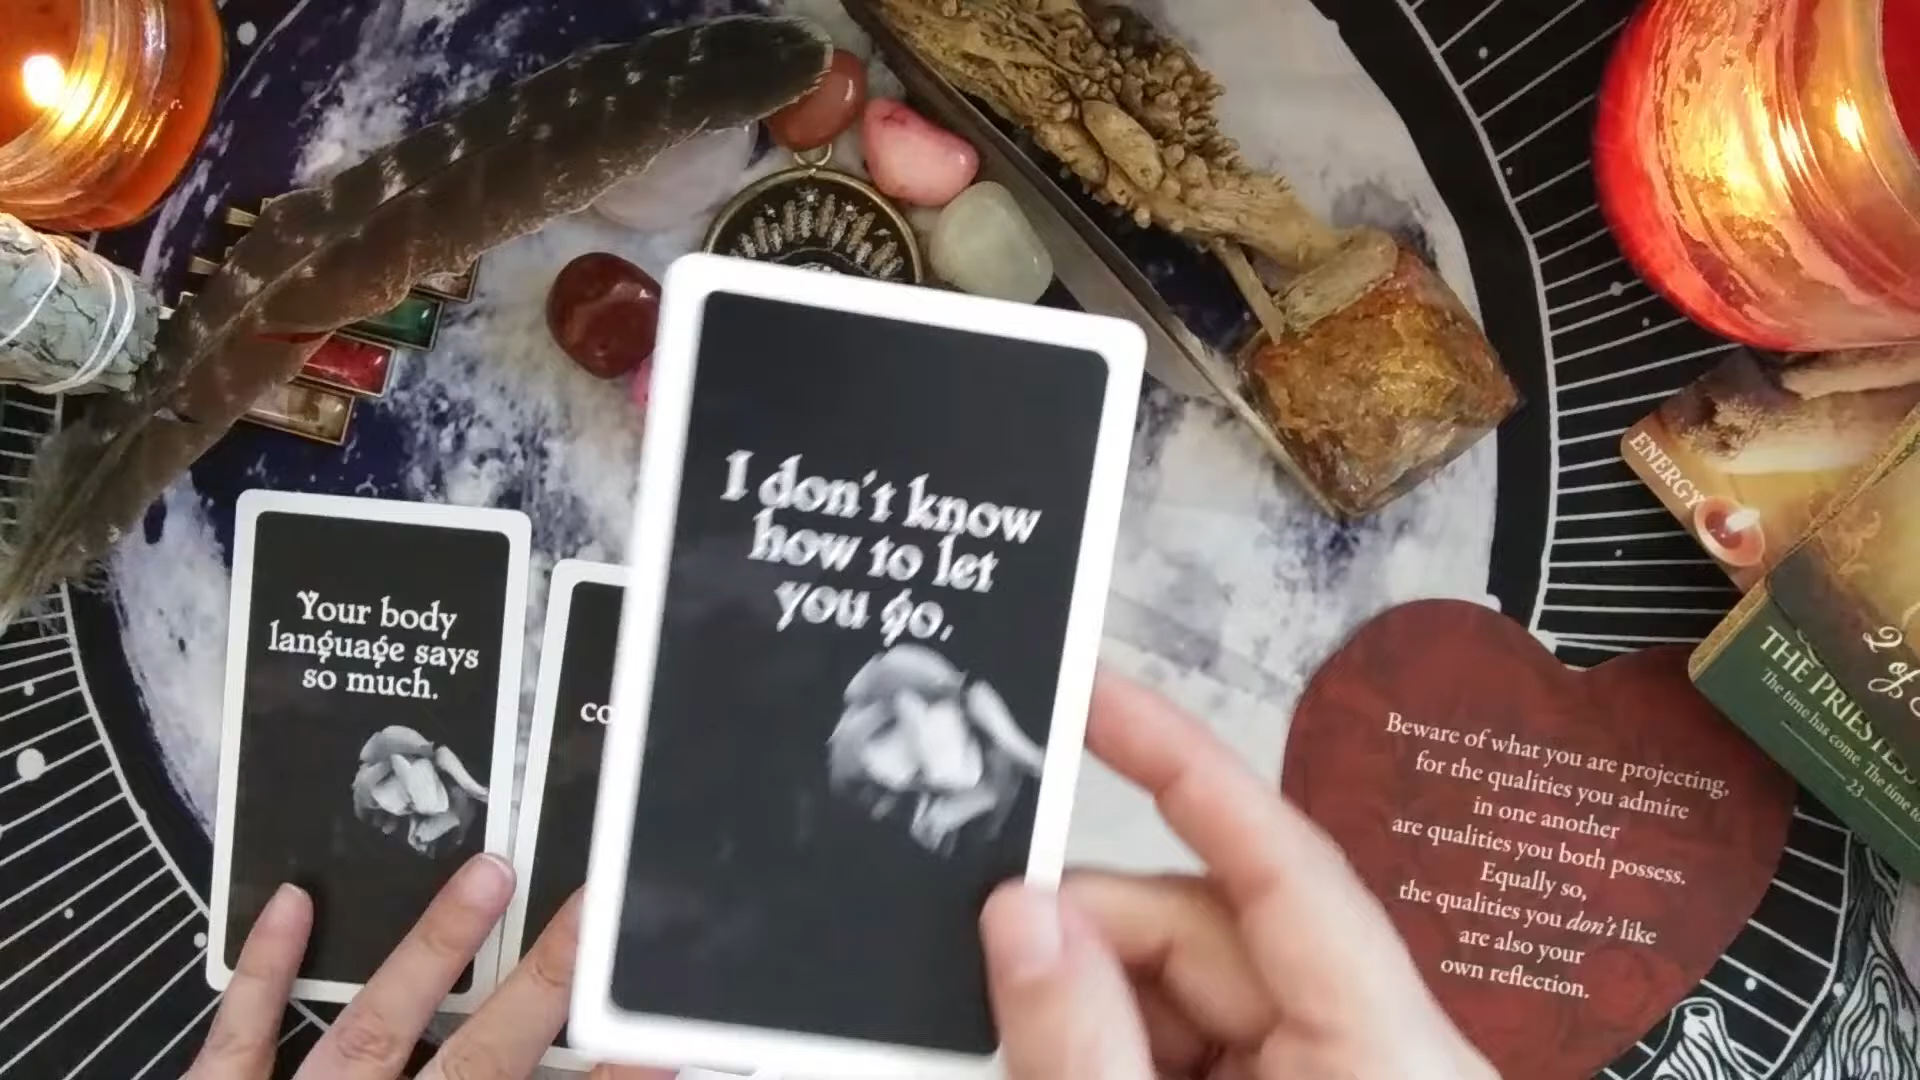 I don't know
how to let
you go.
Your body
language says
so much.
co
Beware of what you are projecting,
for the qualities you admire
in one another
are qualities you both possess.
Equally so,
the qualities you don't like
are also your
own reflection.
ENERGY
2 of
THE PRIESTESS
The time has come. The time
23